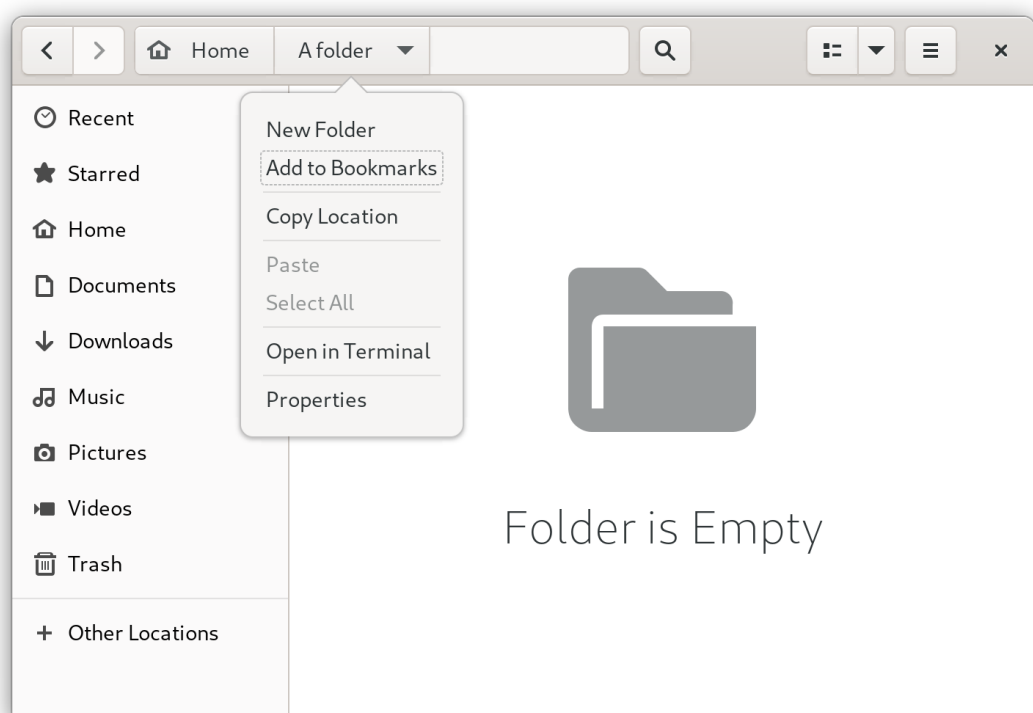 Home
A folder
Recent
Starred
Home
Documents
Downloads
Music
Pictures
Videos
Trash
Other Locations
New Folder
Add to Bookmarks
Copy Location
Paste
Select All
Open in Terminal
Properties
Folder is Empty